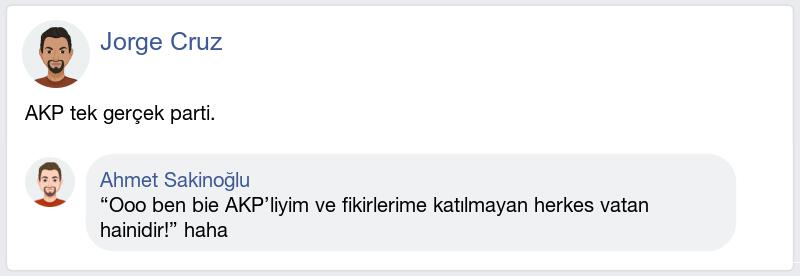 Jorge Cruz
AKP tek gerçek parti.
Ahmet Sakinoğlu
“Ooo ben bie AKP’liyim ve fikirlerime katılmayan herkes vatan
hainidir!” haha